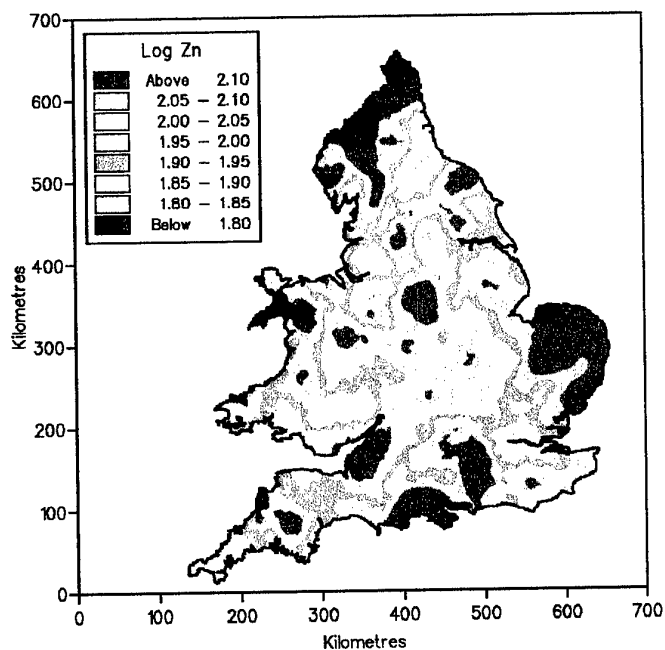 700
600
500
400
300
200
100
0
Kilometres
Log Zn
Above 2.10
2.05 – 2.10
2.00 – 2.05
1.95 – 2.00
1.90 – 1.95
1.85 – 1.90
1.80 – 1.85
Below 1.80
0 100 200 300 400 500 600 700
Kilometres